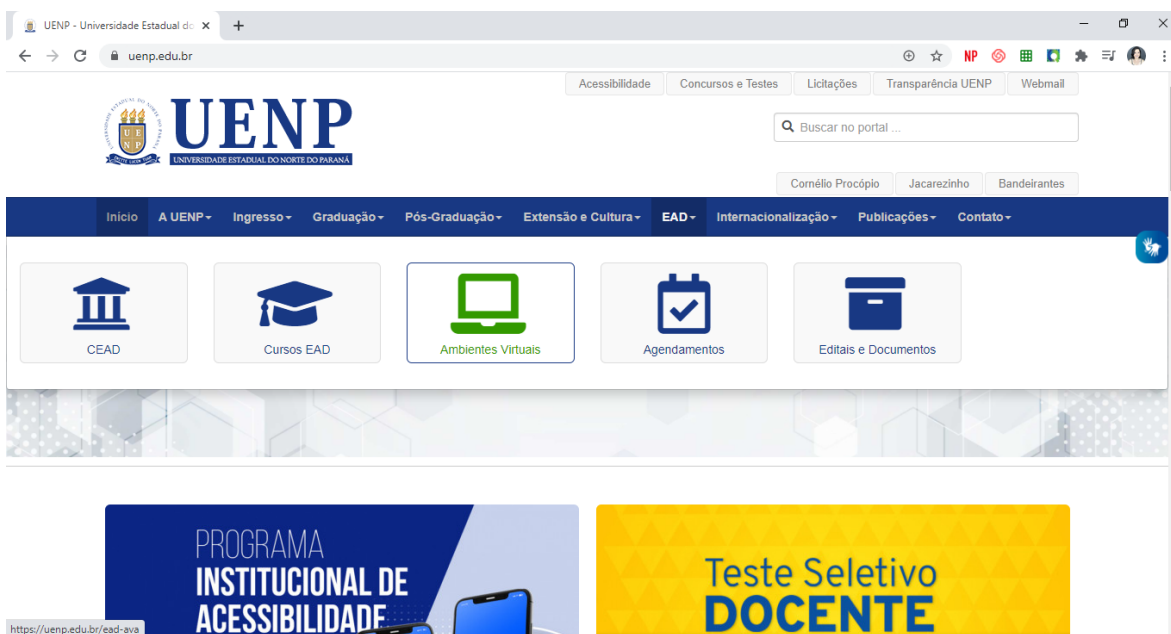 UENP - Universidade Estadual do
uenp.edu.br
NP
Acessibilidade
Concursos e Testes
Licitações
Transparência UENP
Webmail
UENP
UNIVERSIDADE ESTADUAL DO NORTE DO PARANÁ
Buscar no portal ...
Cornélio Procópio
Jacarezinho
Bandeirantes
Início
A UENP
Ingresso
Graduação
Pós-Graduação
Extensão e Cultura
EAD
Internacionalização
Publicações
Contato
CEAD
Cursos EAD
Ambientes Virtuais
Agendamentos
Editais e Documentos
PROGRAMA
INSTITUCIONAL DE
ACESSIBILIDADE
Teste Seletivo
DOCENTE
https://uenp.edu.br/ead-ava